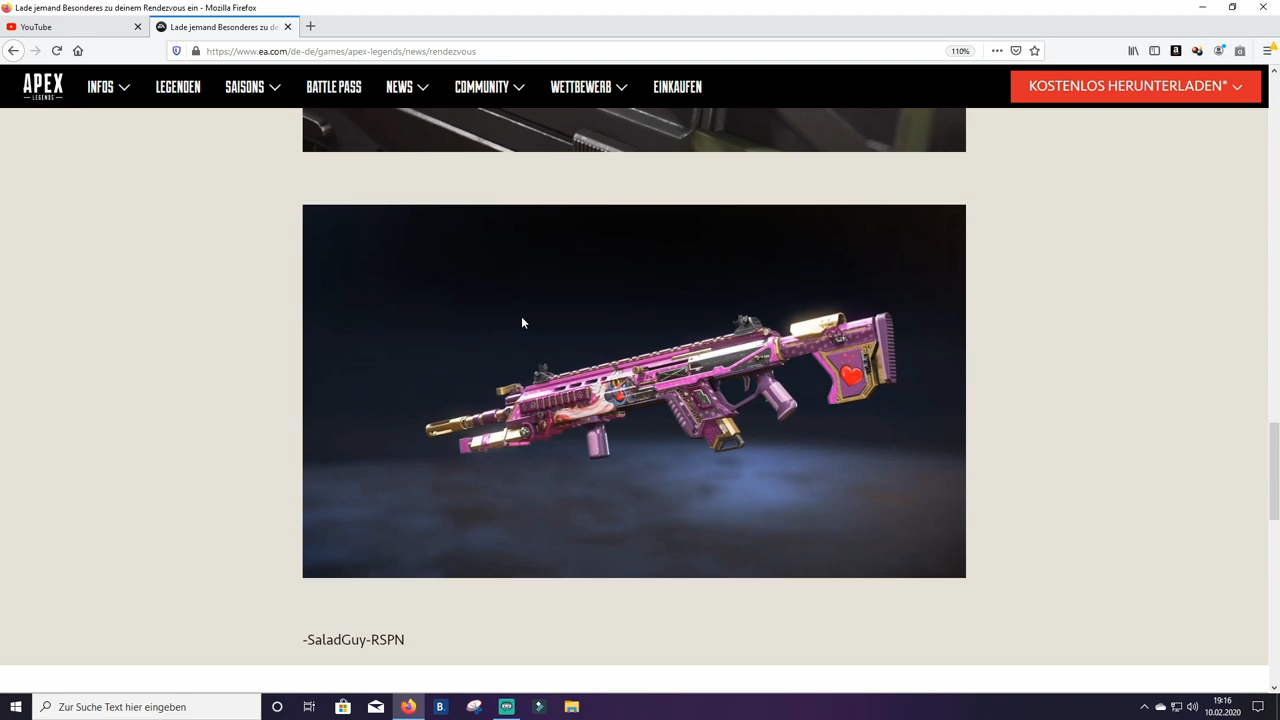 Lade jemand Besonderes zu deinem Rendezvous ein - Mozilla Firefox
YouTube
Lade jemand Besonderes zu de
https://www.ea.com/de-de/games/apex-legends/news/rendezvous
110%
APEX
LEGENDS
INFOS
LEGENDEN
SAISONS
BATTLE PASS
NEWS
COMMUNITY
WETTBEWERB
EINKAUFEN
KOSTENLOS HERUNTERLADEN*
-SaladGuy-RSPN
Zur Suche Text hier eingeben
19:16
10.02.2020